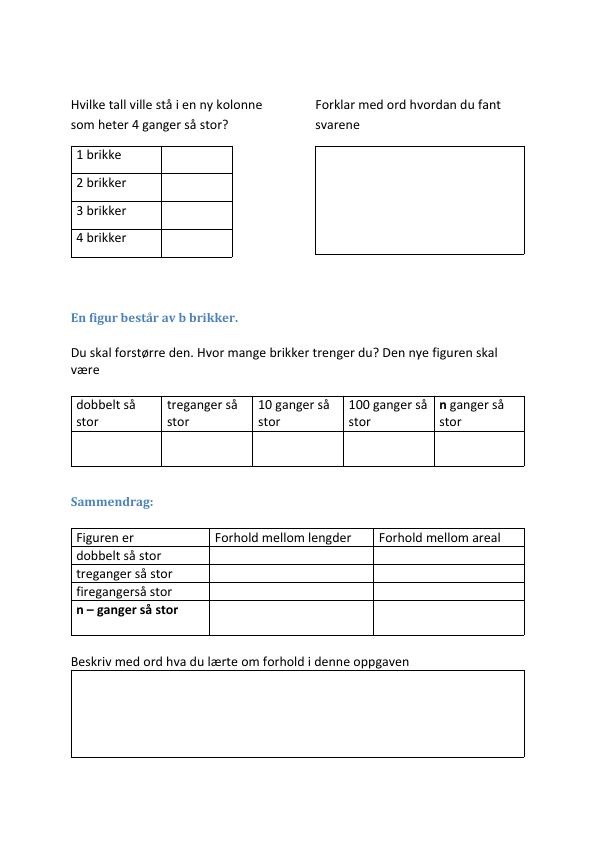 Hvilke tall ville stå i en ny kolonne
som heter 4 ganger så stor?
Forklar med ord hvordan du fant
svarene
1 brikke
2 brikker
3 brikker
4 brikker
En figur består av b brikker.
Du skal forstørre den. Hvor mange brikker trenger du? Den nye figuren skal
være
dobbelt så
stor
treganger så
stor
10 ganger så
stor
100 ganger så
stor
n ganger så
stor
Sammendrag:
Figuren er Forhold mellom lengder Forhold mellom areal
dobbelt så stor
treganger så stor
firegangerså stor
n – ganger så stor
Beskriv med ord hva du lærte om forhold i denne oppgaven